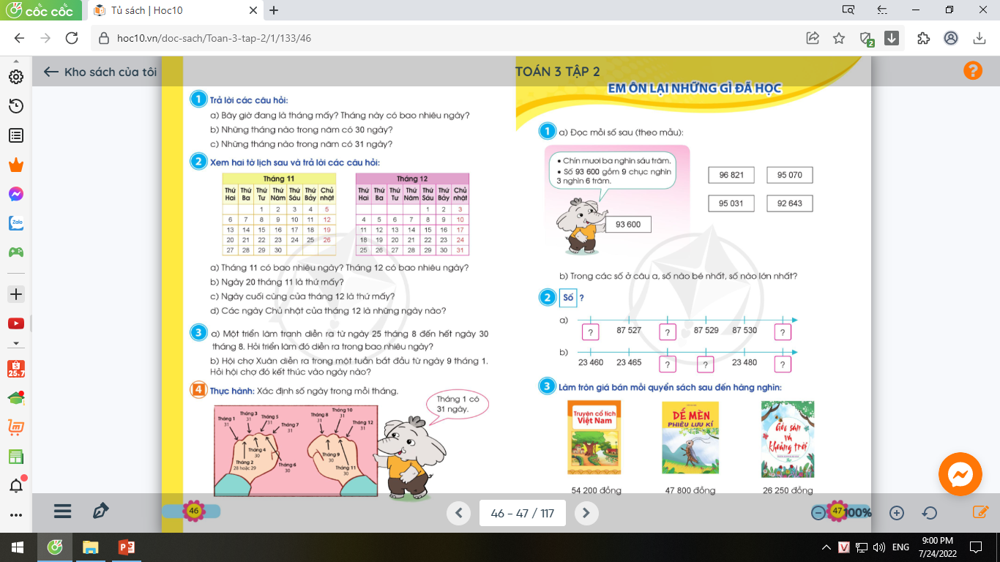 cốc cốc
Tủ sách | Hoc10
hoc10.vn/doc-sach/Toan-3-tap-2/1/133/46
2
Kho sách của tôi
TOÁN 3 TẬP 2
?
1 Trả lời các câu hỏi:
a) Bây giờ đang là tháng mấy? Tháng này có bao nhiêu ngày?
b) Những tháng nào trong năm có 30 ngày?
c) Những tháng nào trong năm có 31 ngày?
2 Xem hai tờ lịch sau và trả lời các câu hỏi:
Tháng 11
Thứ Hai Thứ Ba Thứ Tư Thứ Năm Thứ Sáu Thứ Bảy Chủ nhật
1 2 3 4 5
6 7 8 9 10 11 12
13 14 15 16 17 18 19
20 21 22 23 24 25 26
27 28 29 30
Tháng 12
Thứ Hai Thứ Ba Thứ Tư Thứ Năm Thứ Sáu Thứ Bảy Chủ nhật
1 2 3
4 5 6 7 8 9 10
11 12 13 14 15 16 17
18 19 20 21 22 23 24
25 26 27 28 29 30 31
a) Tháng 11 có bao nhiêu ngày? Tháng 12 có bao nhiêu ngày?
b) Ngày 20 tháng 11 là thứ mấy?
c) Ngày cuối cùng của tháng 12 là thứ mấy?
d) Các ngày Chủ nhật của tháng 12 là những ngày nào?
3 a) Một triển lãm tranh diễn ra từ ngày 25 tháng 8 đến hết ngày 30
tháng 8. Hỏi triển lãm đó diễn ra trong bao nhiêu ngày?
b) Hội chợ Xuân diễn ra trong một tuần bắt đầu từ ngày 9 tháng 1.
Hỏi hội chợ đó kết thúc vào ngày nào?
4 Thực hành: Xác định số ngày trong mỗi tháng.
Tháng 1 có
31 ngày.
Tháng 1
31
Tháng 3
31
Tháng 5
31
Tháng 7
31
Tháng 2
28 hoặc 29
Tháng 4
30
Tháng 6
30
Tháng 8
31
Tháng 10
31
Tháng 12
31
Tháng 9
30
Tháng 11
30
46
EM ÔN LẠI NHỮNG GÌ ĐÃ HỌC
1 a) Đọc mỗi số sau (theo mẫu):
• Chín mươi ba nghìn sáu trăm.
• Số 93 600 gồm 9 chục nghìn
3 nghìn 6 trăm.
93 600
96 821 95 070
95 031 92 643
b) Trong các số ở câu a, số nào bé nhất, số nào lớn nhất?
2 Số ?
a) ? 87 527 ? 87 529 87 530 ?
b) 23 460 23 465 ? ? 23 480 ?
3 Làm tròn giá bán mỗi quyển sách sau đến hàng nghìn:
Truyện cổ tích
Việt Nam
DẾ MÈN
PHIÊU LƯU KÍ
Góc sân
và
khoảng trời
54 200 đồng 47 800 đồng 26 250 đồng
47
46 - 47 / 117
100%
Zalo
25.7
ENG
9:00 PM
7/24/2022